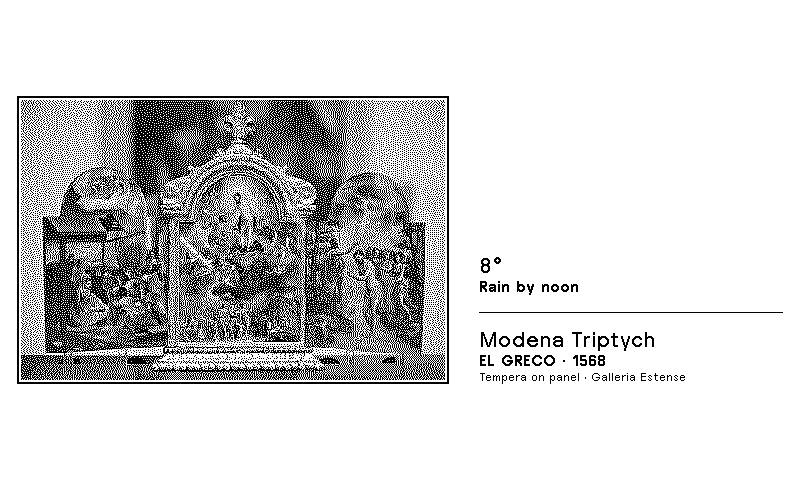 8°
Rain by noon
Modena Triptych
EL GRECO · 1568
Tempera on panel · Galleria Estense